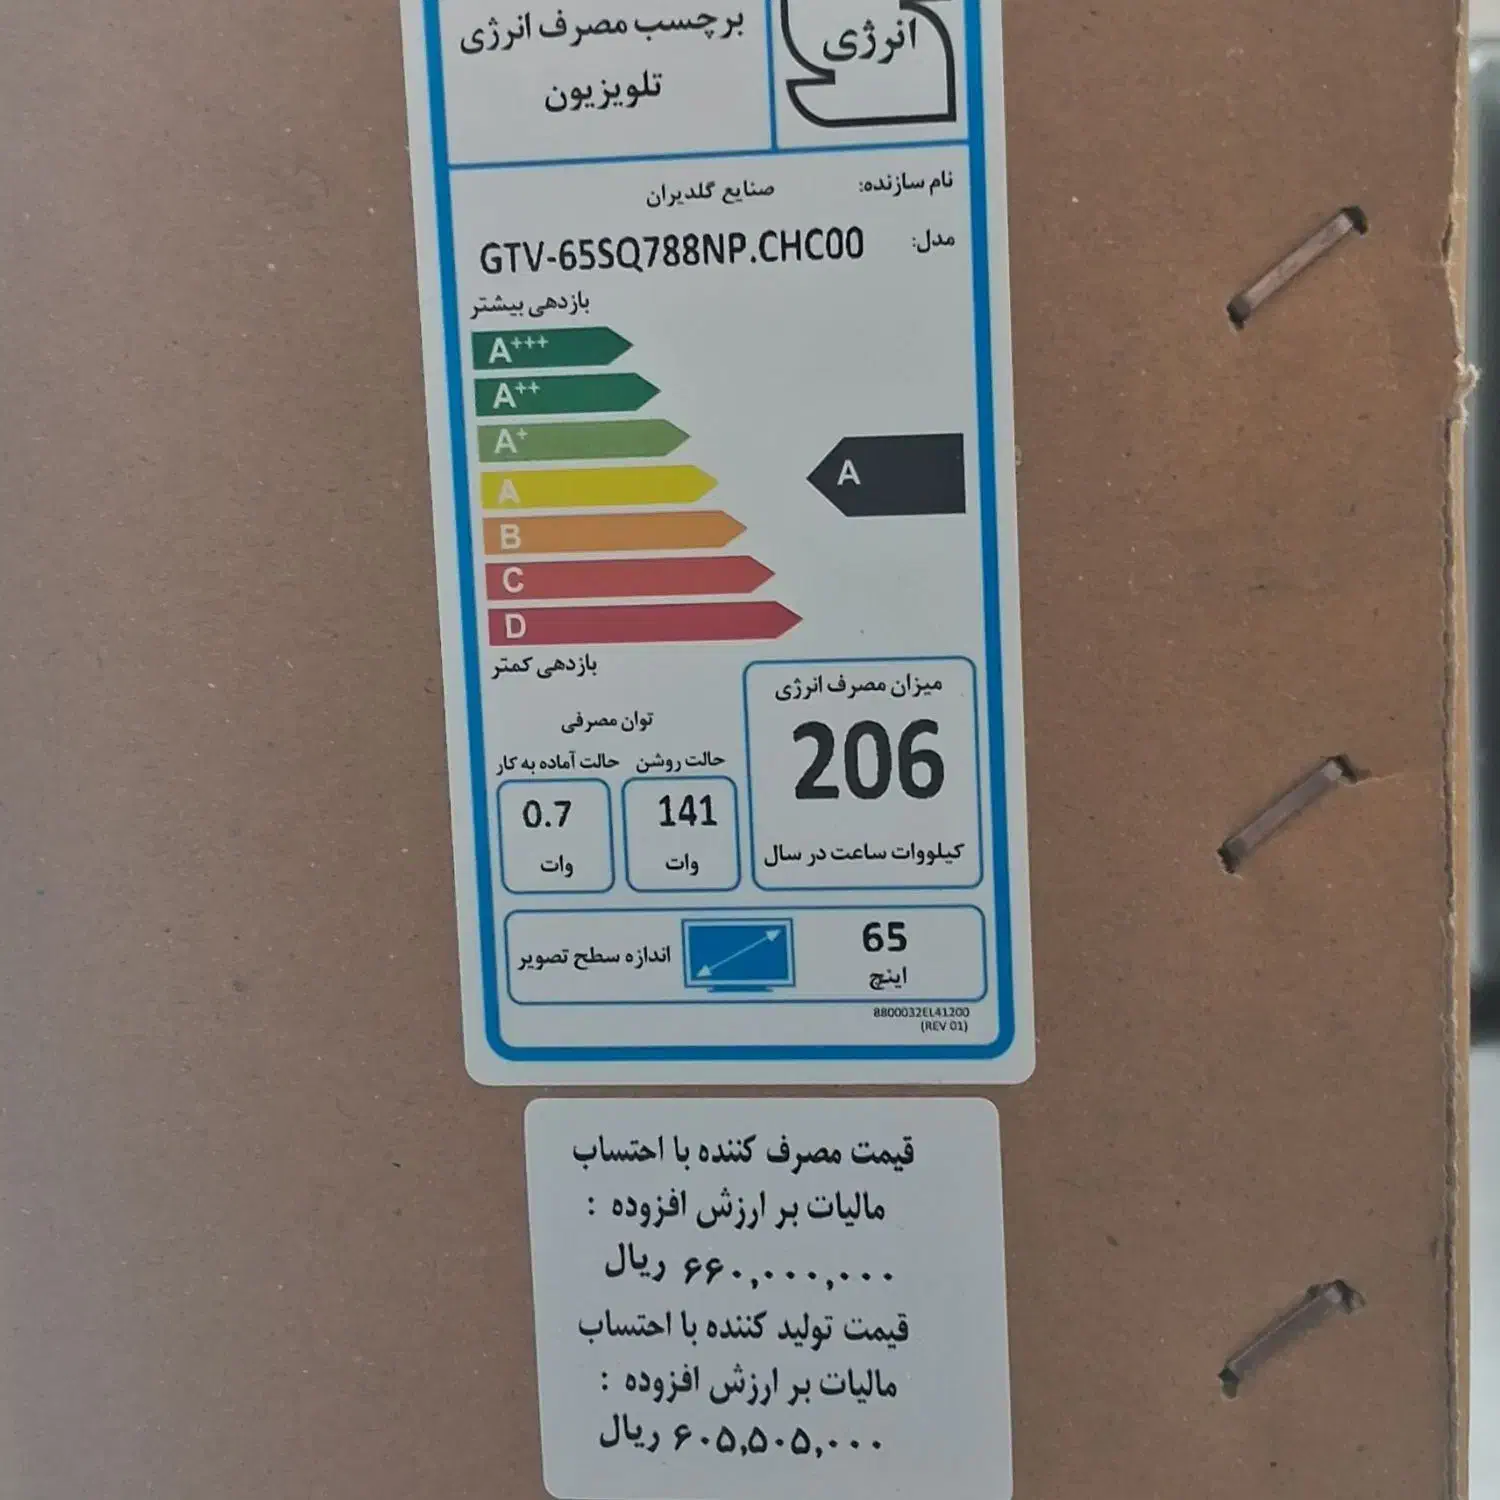 برچسب مصرف انرژی
تلویزیون
انرژی
نام سازنده: صنایع گلدیران
مدل: GTV-65SQ788NP.CHC00
بازدهی بیشتر
A+++
A++
A+
A
A
B
C
D
بازدهی کمتر
میزان مصرف انرژی
206
کیلووات ساعت در سال
توان مصرفی
حالت روشن
141
وات
حالت آماده به کار
0.7
وات
اندازه سطح تصویر
65
اینچ
8800032EL41200
(REV 01)
قیمت مصرف کننده با احتساب
مالیات بر ارزش افزوده :
۶۶۰,۰۰۰,۰۰۰ ریال
قیمت تولید کننده با احتساب
مالیات بر ارزش افزوده :
۶۰۵,۵۰۵,۰۰۰ ریال